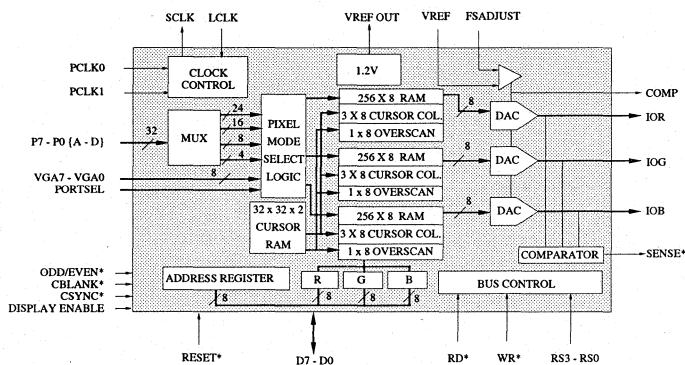 SCLK LCLK VREF OUT VREF FSADJUST
PCLK0
PCLK1
CLOCK
CONTROL
1.2V
COMP
P7 - P0 {A - D}
32
MUX
24
16
8
4
PIXEL
MODE
SELECT
LOGIC
256 X 8 RAM
3 X 8 CURSOR COL.
1 x 8 OVERSCAN
8
DAC
IOR
256 X 8 RAM
3 X 8 CURSOR COL.
1 x 8 OVERSCAN
8
DAC
IOG
VGA7 - VGA0
8
PORTSEL
32 x 32 x 2
CURSOR
RAM
256 X 8 RAM
3 X 8 CURSOR COL.
1 X 8 OVERSCAN
8
DAC
IOB
COMPARATOR
SENSE*
ODD/EVEN*
CBLANK*
CSYNC*
DISPLAY ENABLE
ADDRESS REGISTER
R G B
BUS CONTROL
8 8 8 8
RESET* D7 - D0 RD* WR* RS3 - RS0